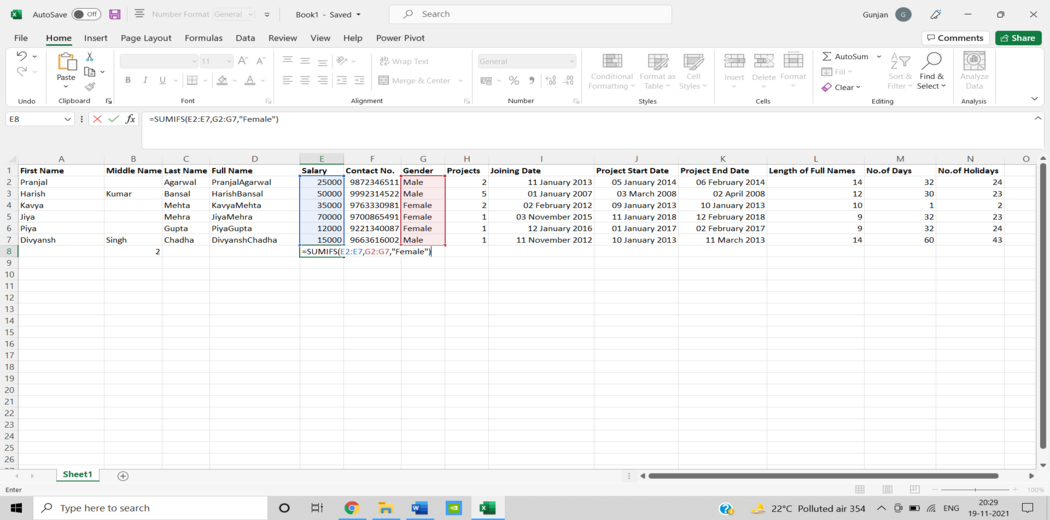 AutoSave Off Number Format General Book1 - Saved Search Gunjan G
File Home Insert Page Layout Formulas Data Review View Help Power Pivot Comments Share
Paste 11 Wrap Text General Conditional Format as Cell Insert Delete Format AutoSum Sort & Find & Analyze
B I U Merge & Center Formatting Table Styles Fill Filter Select Data
Clear
Undo Clipboard Font Alignment Number Styles Cells Editing Analysis
E8 fx =SUMIFS(E2:E7,G2:G7,"Female")
A B C D E F G H I J K L M N O
1 First Name Middle Name Last Name Full Name Salary Contact No. Gender Projects Joining Date Project Start Date Project End Date Length of Full Names No.of Days No.of Holidays
2 Pranjal Agarwal PranjalAgarwal 25000 9872346511 Male 2 11 January 2013 05 January 2014 06 February 2014 14 32 24
3 Harish Kumar Bansal HarishBansal 50000 9992314522 Male 5 01 January 2007 03 March 2008 02 April 2008 12 30 23
4 Kavya Mehta KavyaMehta 35000 9763330981 Female 2 02 February 2012 09 January 2013 10 January 2013 10 1 2
5 Jiya Mehra JiyaMehra 70000 9700865491 Female 1 03 November 2015 11 January 2018 12 February 2018 9 32 23
6 Piya Gupta PiyaGupta 12000 9221340087 Female 1 12 January 2016 01 January 2017 02 February 2017 9 32 24
7 Divyansh Singh Chadha DivyanshChadha 15000 9663616002 Male 1 11 November 2012 10 January 2013 11 March 2013 14 60 43
8 2 =SUMIFS(E2:E7,G2:G7,"Female")
9
10
11
12
13
14
15
16
17
18
19
20
21
22
23
24
25
26
Sheet1
Enter 100%
Type here to search 22°C Polluted air 354 ENG 20:29
19-11-2021